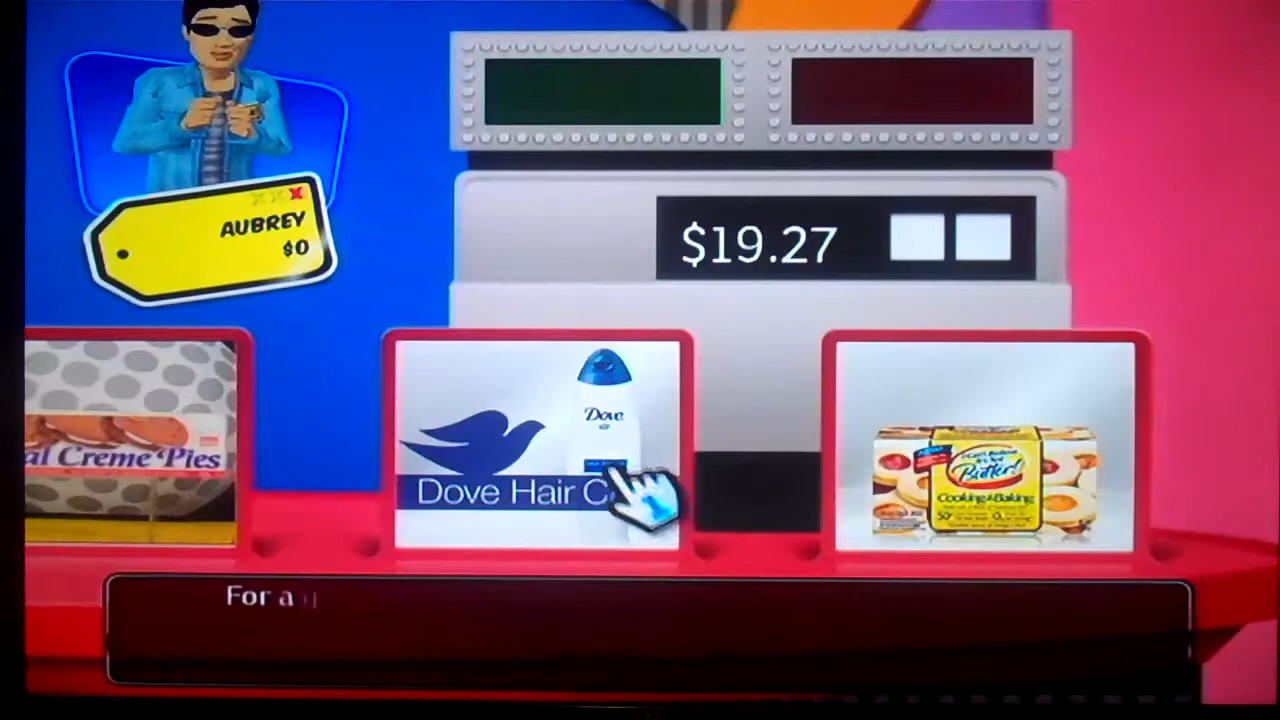 X
AUBREY
$0
$19.27
al Creme Pies
Dove
Dove Hair C
I Can't Believe
It's Not
Butter!
Cooking & Baking
For a